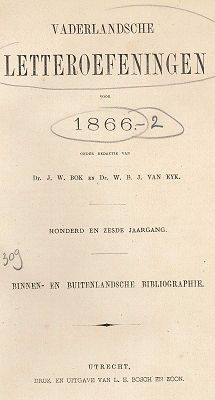 VADERLANDSCHE
LETTEROEFENINGEN
VOOR
1866.-2
ONDER REDACTIE VAN
Dr. J. W. BOK EN Dr. W. B. J. VAN EYK.
HONDERD EN ZESDE JAARGANG.
309
BINNEN- EN BUITENLANDSCHE BIBLIOGRAPHIE.
UTRECHT,
DRUK EN UITGAVE VAN L. E. BOSCH EN ZOON.